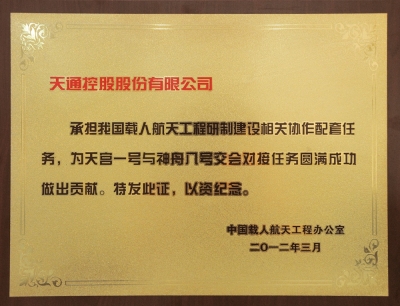 天通控股股份有限公司
承担我国载人航天工程研制建设相关协作配套任
务，为天宫一号与神舟八号交会对接任务圆满成功
做出贡献。特发此证，以资纪念。
中国载人航天工程办公室
二〇一二年三月